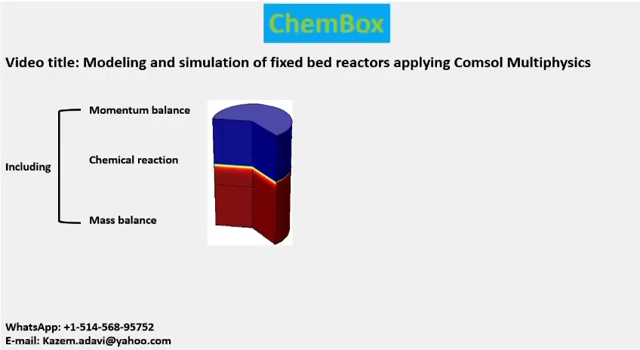 ChemBox
Video title: Modeling and simulation of fixed bed reactors applying Comsol Multiphysics
Momentum balance
Including
Chemical reaction
Mass balance
WhatsApp: +1-514-568-95752
E-mail: Kazem.adavi@yahoo.com